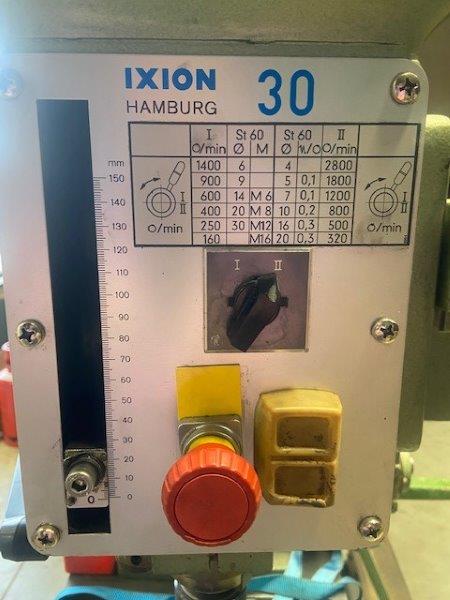 IXION 30
HAMBURG
I St 60 St 60 II
O/min Ø M Ø m/U O/min
1400 6 4 2800
900 9 5 0,1 1800
600 14 M 6 7 0,1 1200
400 20 M 8 10 0,2 800
250 30 M12 16 0,3 500
160 M16 20 0,3 320
I
II
O/min
I
II
O/min
mm
150
140
130
120
110
100
90
80
70
60
50
40
30
20
10
0
I II
0